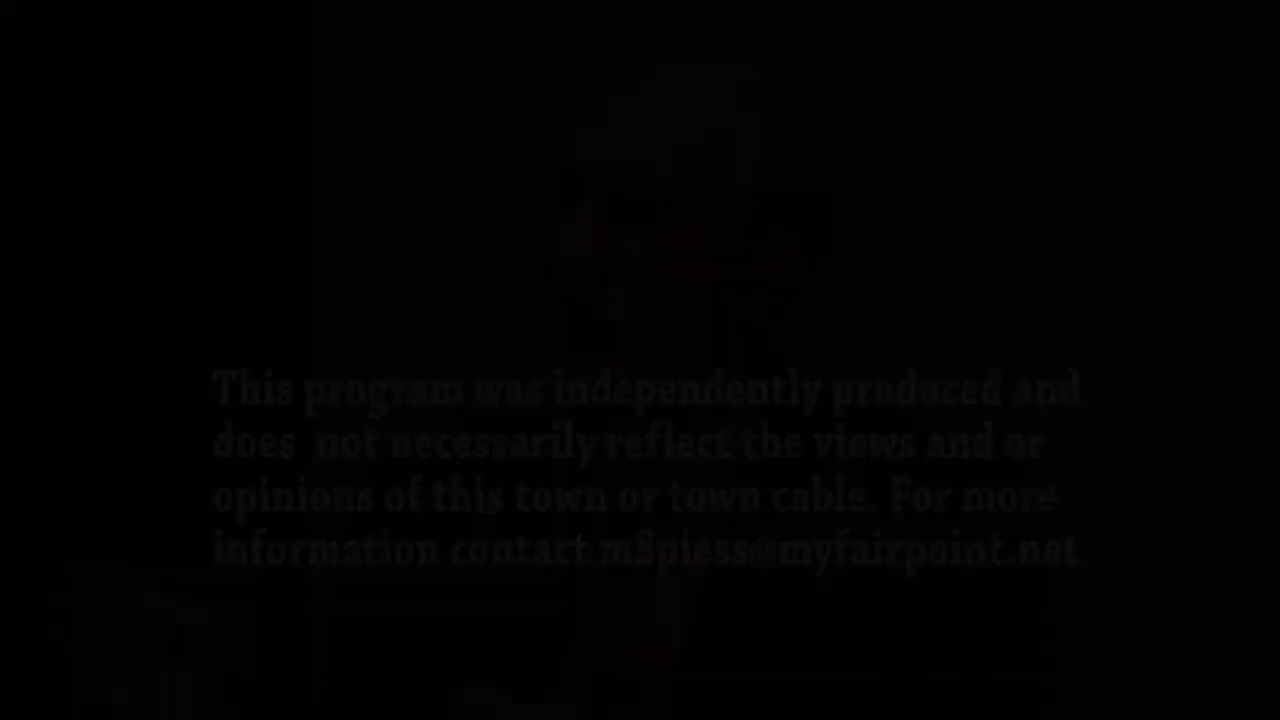 This program was independently produced and
does not necessarily reflect the views and or
opinions of this town or town cable. For more
information contact mSpiess@myfairpoint.net